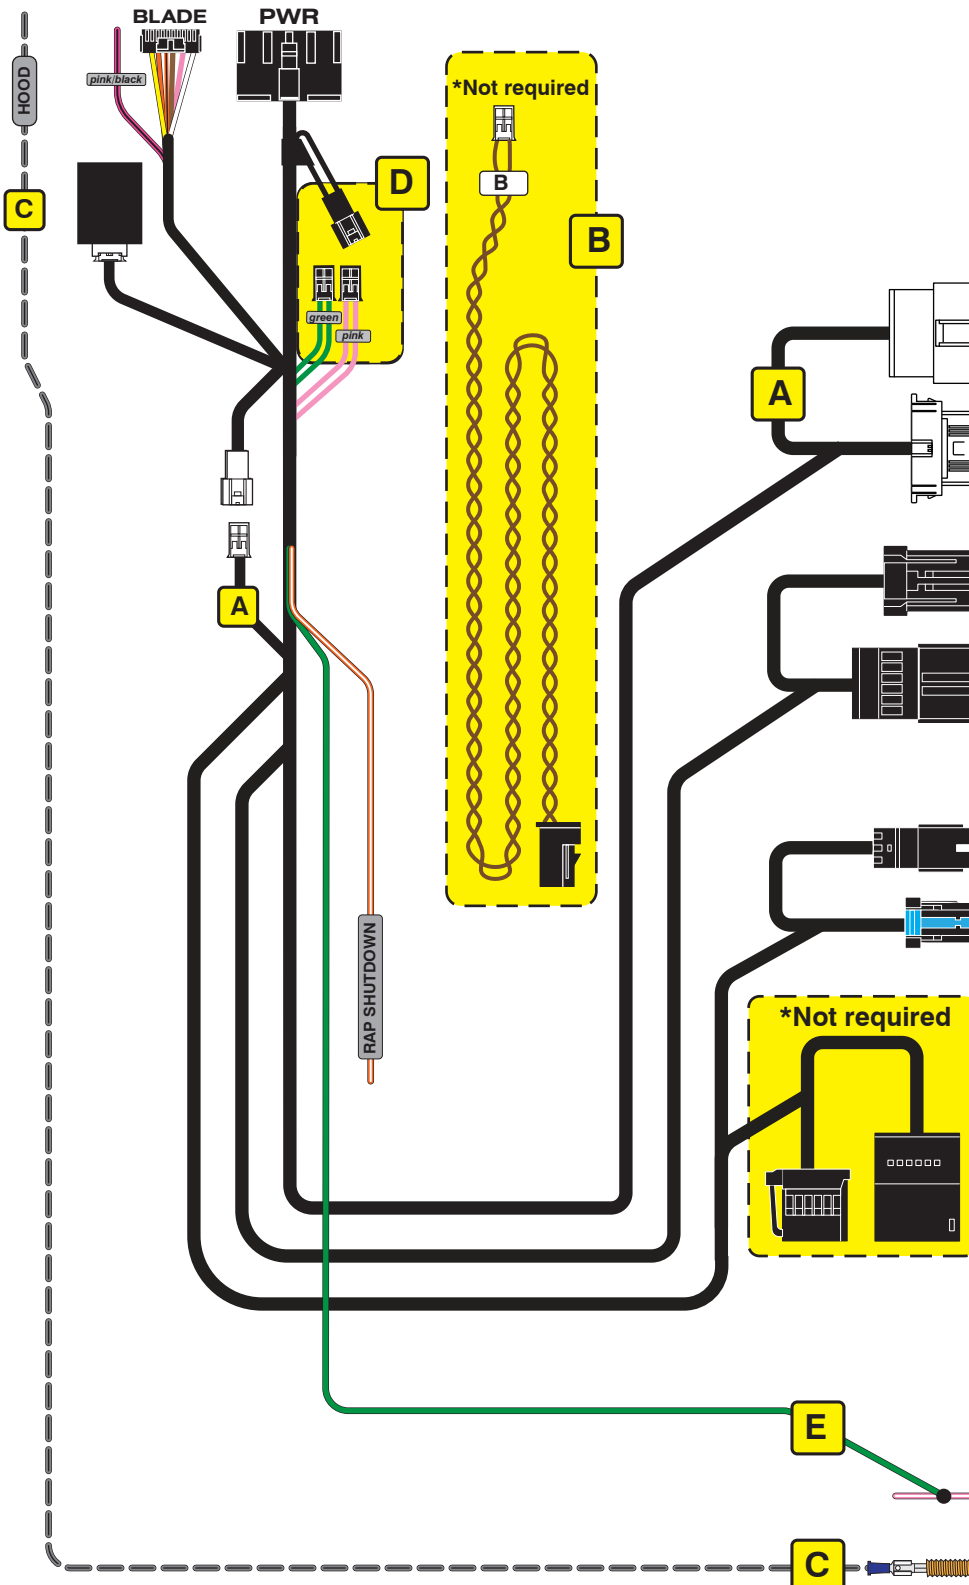 BLADE
PWR
HOOD
pink/black
*Not required
D
B
C
B
green
pink
A
A
RAP SHUTDOWN
*Not required
E
C